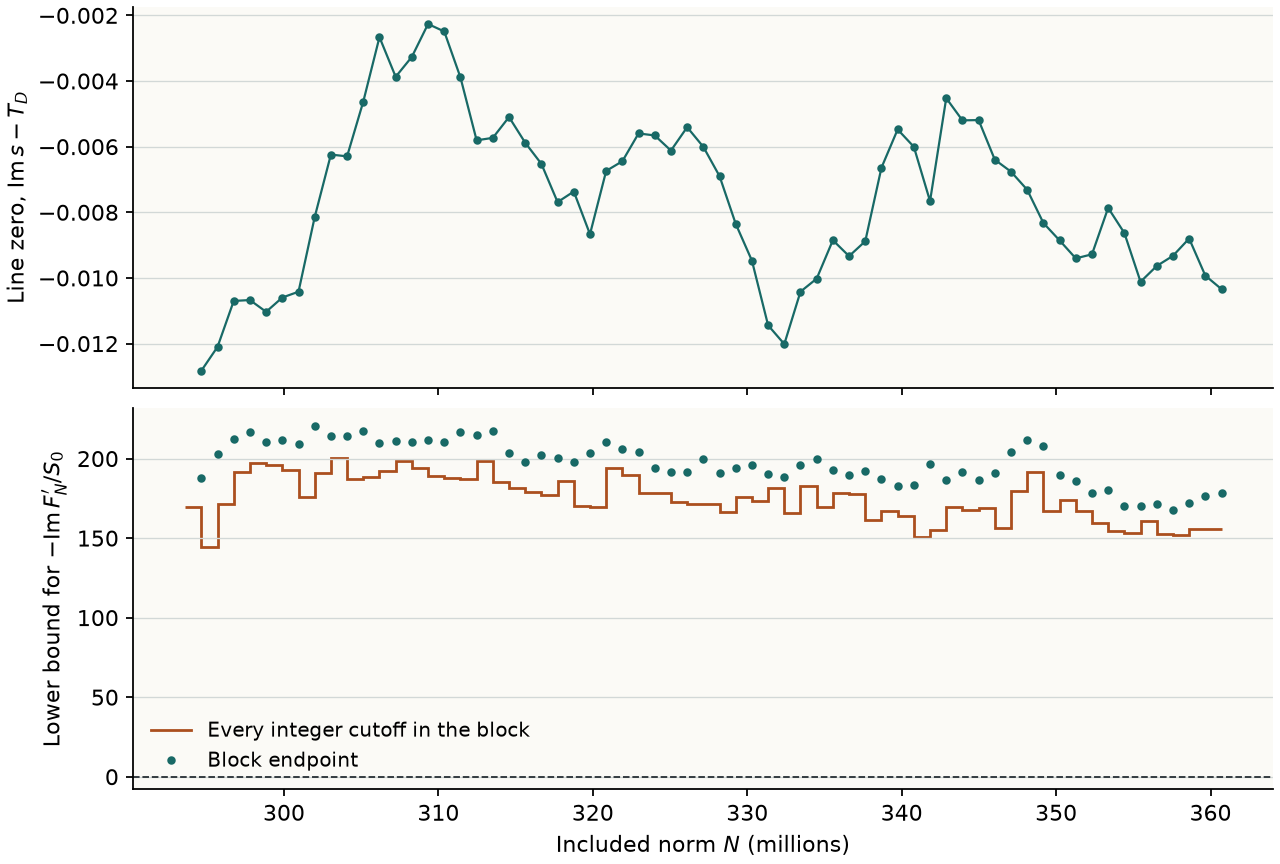 Line zero, Im s − T_D
−0.002
−0.004
−0.006
−0.008
−0.010
−0.012
Lower bound for −Im F′_N/S_0
200
150
100
50
0
Every integer cutoff in the block
Block endpoint
300 310 320 330 340 350 360
Included norm N (millions)